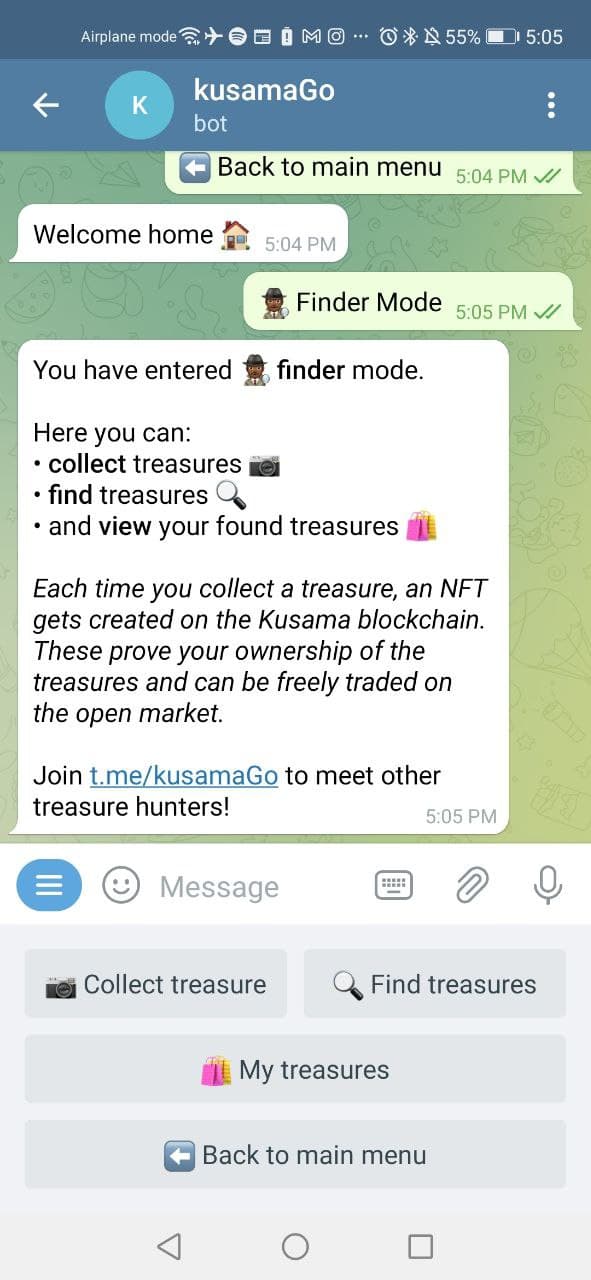 Airplane mode 55% 5:05
K
kusamaGo
bot
Back to main menu 5:04 PM
Welcome home 5:04 PM
Finder Mode 5:05 PM
You have entered finder mode.
Here you can:
• collect treasures
• find treasures
• and view your found treasures
Each time you collect a treasure, an NFT
gets created on the Kusama blockchain.
These prove your ownership of the
treasures and can be freely traded on
the open market.
Join t.me/kusamaGo to meet other
treasure hunters!
5:05 PM
Message
Collect treasure
Find treasures
My treasures
Back to main menu